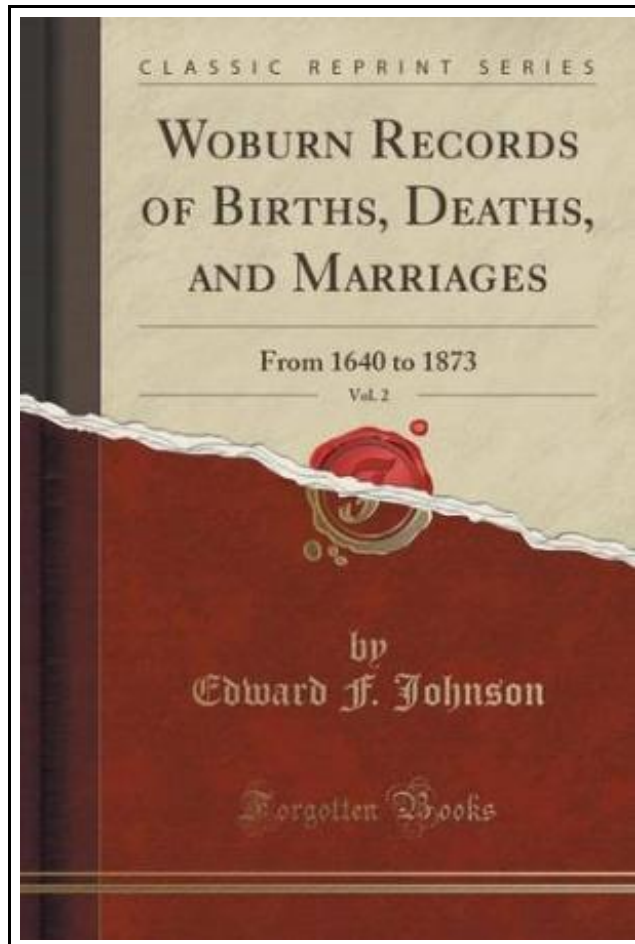 CLASSIC REPRINT SERIES
WOBURN RECORDS
OF BIRTHS, DEATHS,
AND MARRIAGES
From 1640 to 1873
Vol. 2
by
Edward F. Johnson
Forgotten Books